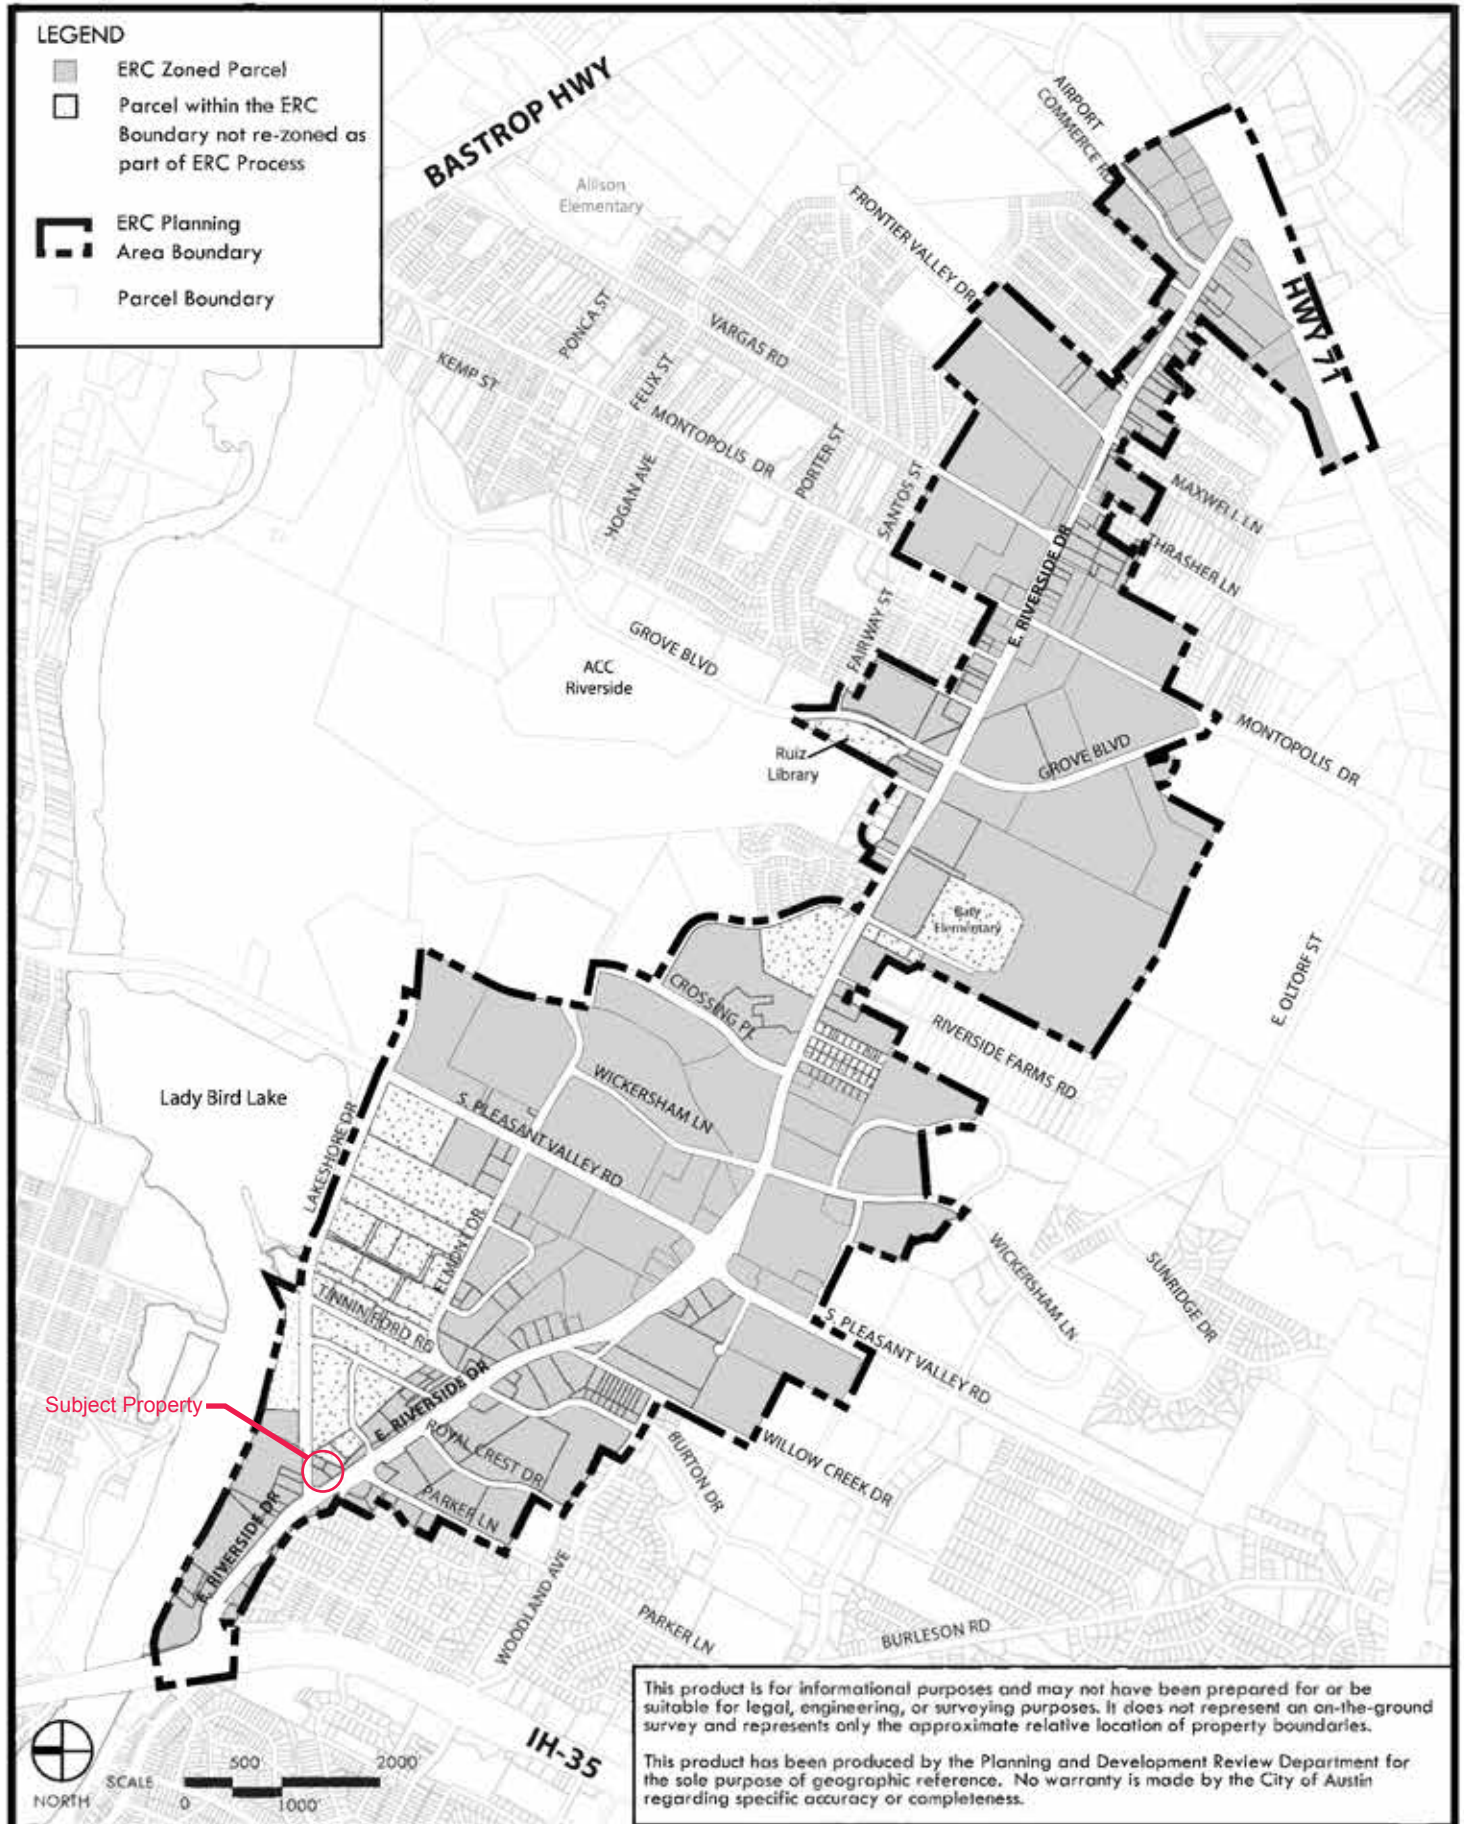 LEGEND
ERC Zoned Parcel
Parcel within the ERC
Boundary not re-zoned as
part of ERC Process
ERC Planning
Area Boundary
Parcel Boundary
BASTROP HWY
Allison
Elementary
AIRPORT
COMMERCE RD
FRONTIER VALLEY DR
HWY 71
PONCA ST
VARGAS RD
KEMP ST
FELIX ST
MONTOPOLIS DR
PORTER ST
HOGAN AVE
SANTOS ST
MAXWELL LN
THRASHER LN
E. RIVERSIDE DR
FAIRWAY ST
GROVE BLVD
ACC
Riverside
MONTOPOLIS DR
GROVE BLVD
Ruiz
Library
Baty
Elementary
E. OLTORF ST
CROSSING PL
RIVERSIDE FARMS RD
WICKERSHAM LN
Lady Bird Lake
S. PLEASANT VALLEY RD
LAKESHORE DR
ELMONT DR
WICKERSHAM LN
SUNRIDGE DR
TINNIN FORD RD
S. PLEASANT VALLEY RD
Subject Property
E. RIVERSIDE DR
ROYAL CREST DR
BURTON DR
WILLOW CREEK DR
PARKER LN
E. RIVERSIDE DR
WOODLAND AVE
PARKER LN
BURLESON RD
IH-35
NORTH
SCALE
500
2000'
0
1000'
This product is for informational purposes and may not have been prepared for or be
suitable for legal, engineering, or surveying purposes. It does not represent an on-the-ground
survey and represents only the approximate relative location of property boundaries.
This product has been produced by the Planning and Development Review Department for
the sole purpose of geographic reference. No warranty is made by the City of Austin
regarding specific accuracy or completeness.